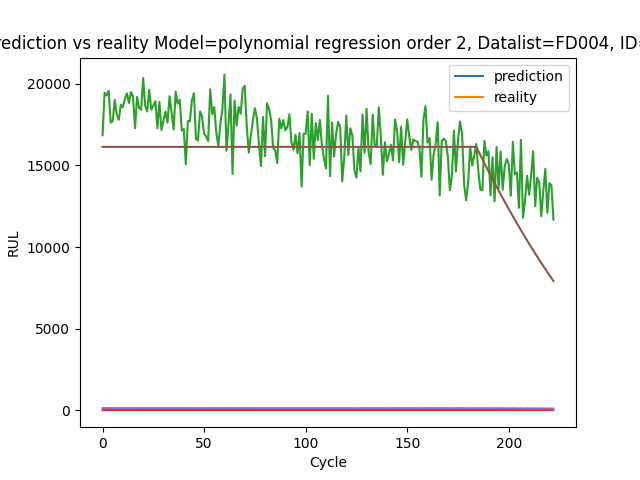 rediction vs reality Model=polynomial regression order 2, Datalist=FD004, ID=
prediction
reality
RUL
20000
15000
10000
5000
0
0 50 100 150 200
Cycle